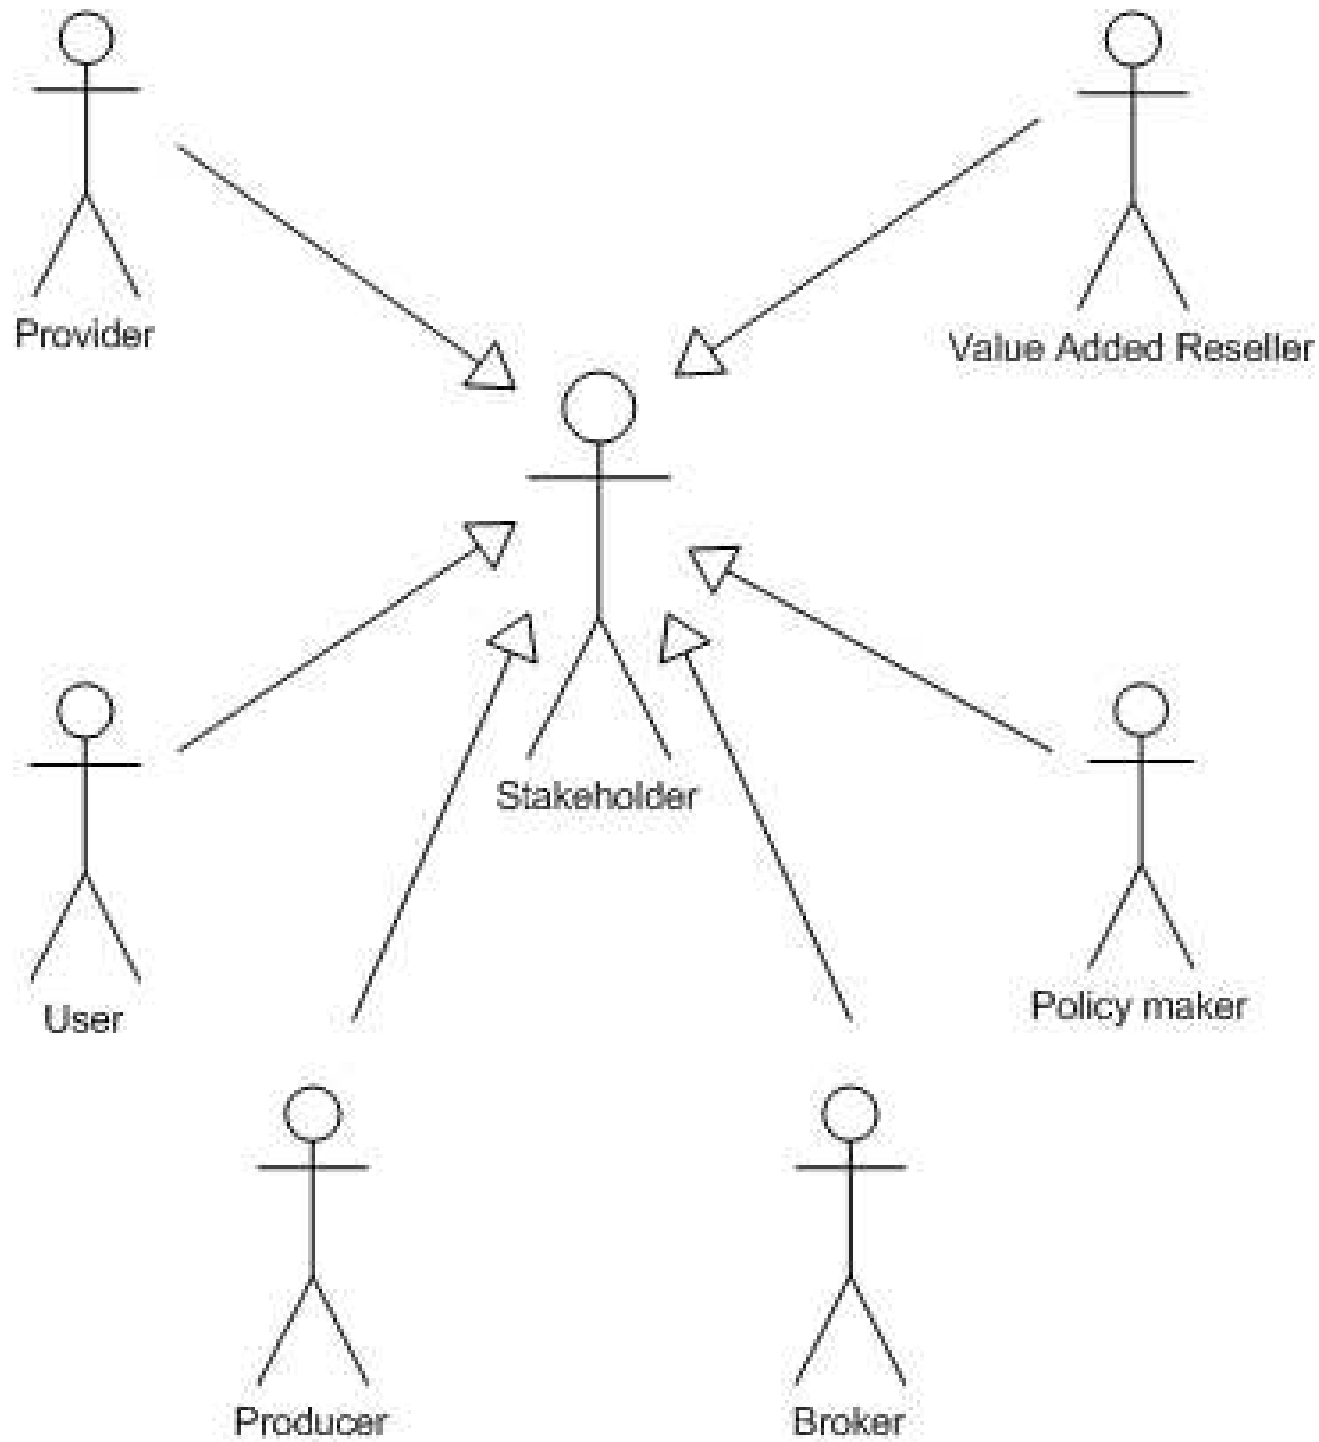 Provider
Value Added Reseller
Stakeholder
User
Policy maker
Producer
Broker